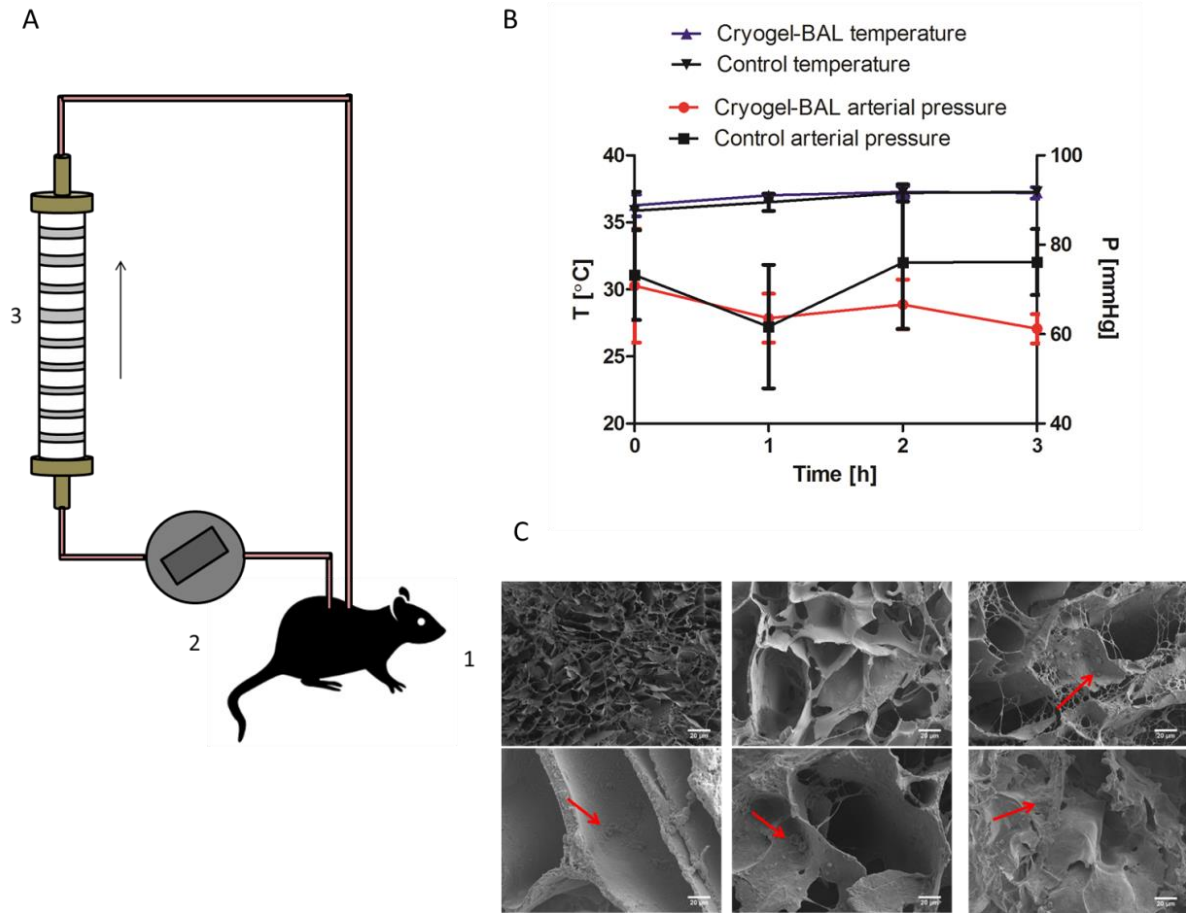 A
B
Cryogel-BAL temperature
Control temperature
Cryogel-BAL arterial pressure
Control arterial pressure
40
35
30
25
20
T [°C]
100
80
60
40
P [mmHg]
0 1 2 3
Time [h]
3
2
1
C
20 µm
20 µm
20 µm
20 µm
20 µm
20 µm